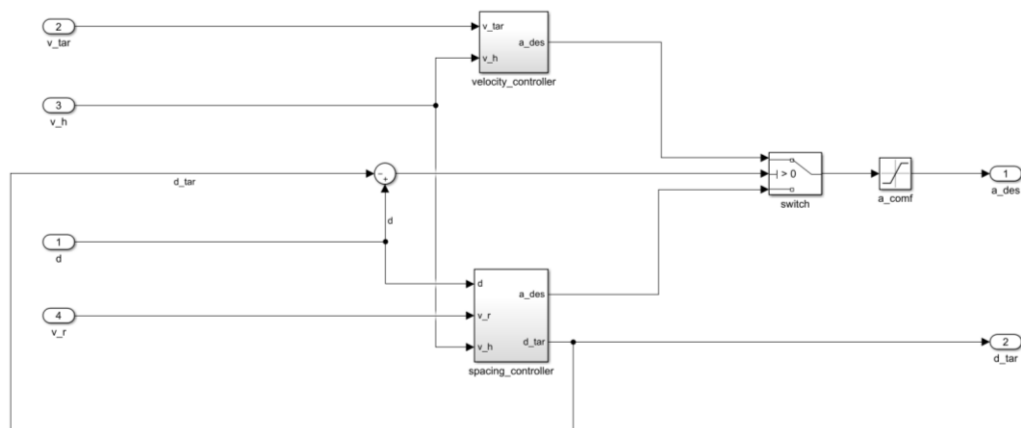 2
v_tar
v_tar
a_des
v_h
velocity_controller
3
v_h
d_tar
−
+
> 0
switch
a_comf
1
a_des
d
1
d
d
a_des
4
v_r
v_r
v_h
d_tar
spacing_controller
2
d_tar